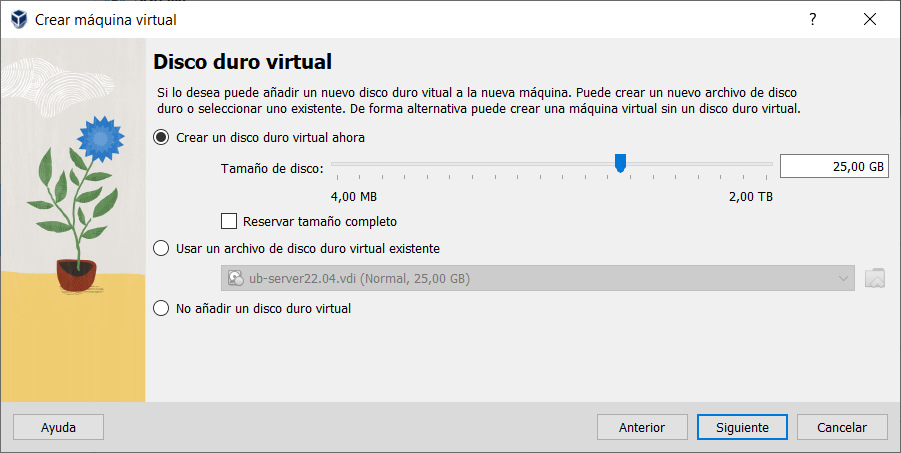 Crear máquina virtual
Disco duro virtual
Si lo desea puede añadir un nuevo disco duro vitual a la nueva máquina. Puede crear un nuevo archivo de disco
duro o seleccionar uno existente. De forma alternativa puede crear una máquina virtual sin un disco duro virtual.
Crear un disco duro virtual ahora
Tamaño de disco:
25,00 GB
4,00 MB
2,00 TB
Reservar tamaño completo
Usar un archivo de disco duro virtual existente
ub-server22.04.vdi (Normal, 25,00 GB)
No añadir un disco duro virtual
Ayuda
Anterior
Siguiente
Cancelar